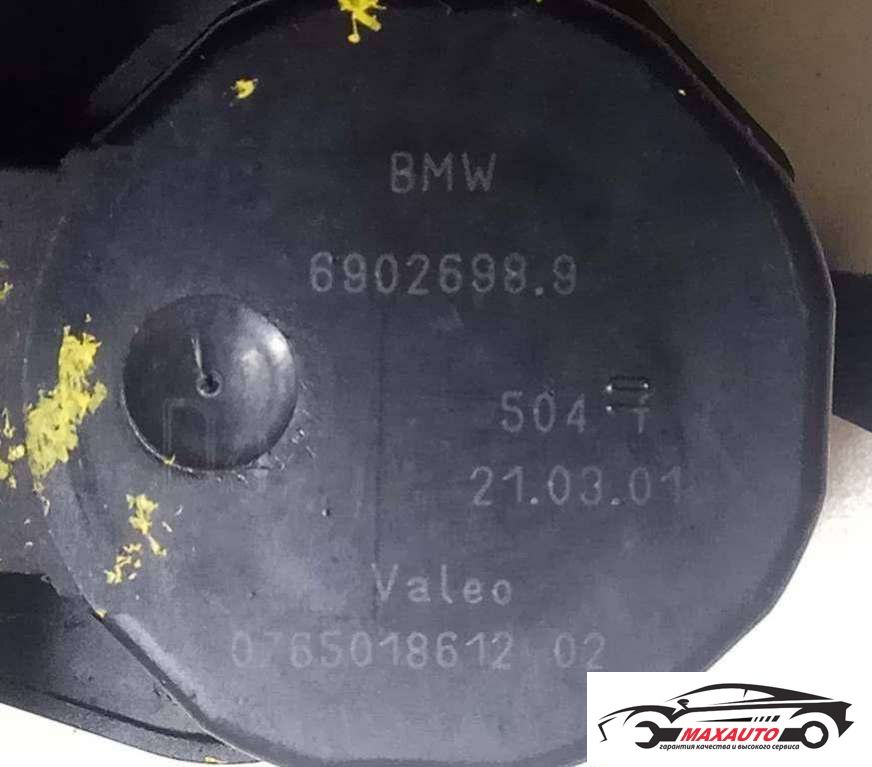 BMW
6902698.9
504 T
21.03.01
Valeo
0765018612 02
MAXAUTO
гарантия качества и высокого сервиса